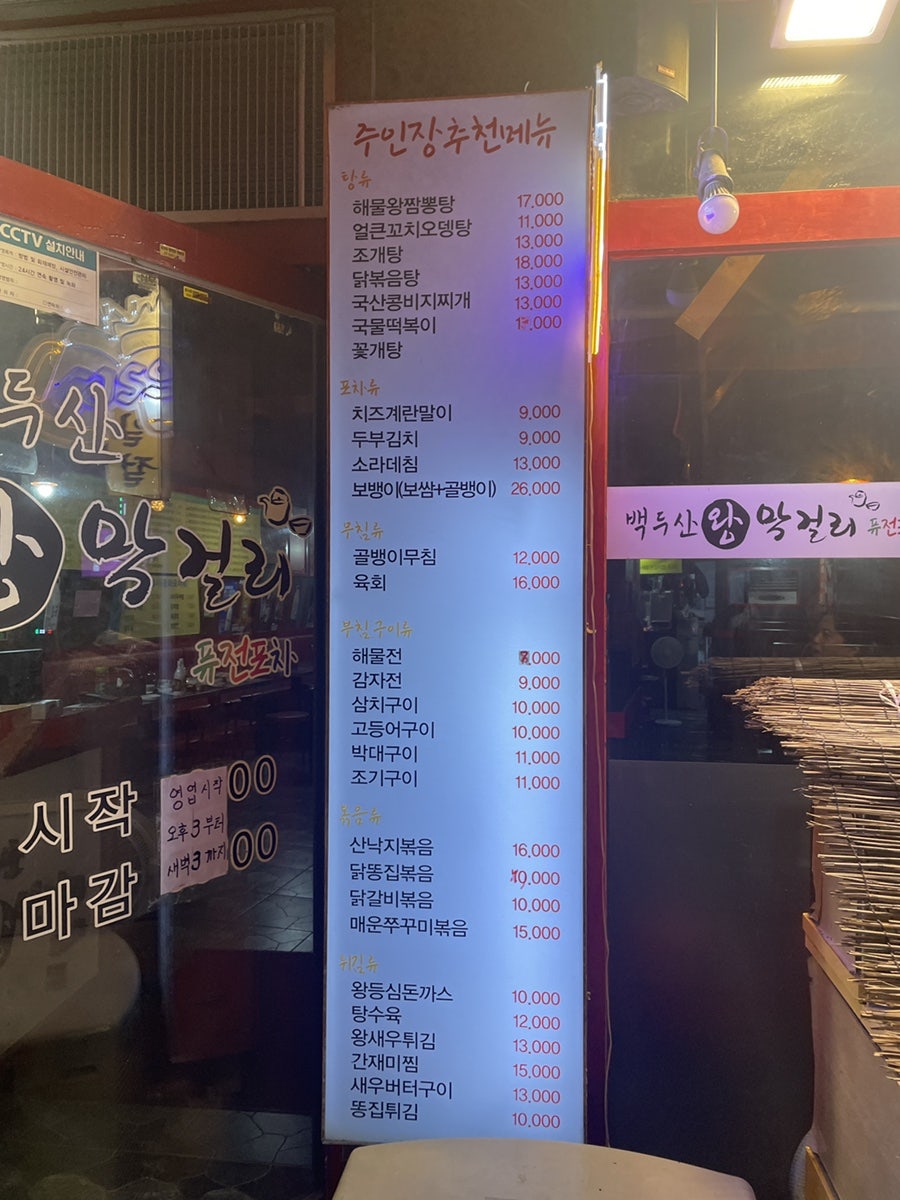 CCTV 설치안내
두산
왕
막걸리
퓨전포차
시작
00
마감
00
영업시작
오후3부터
새벽3까지
주인장추천메뉴
탕류
해물왕짬뽕탕 17,000
얼큰꼬치오뎅탕 11,000
조개탕 13,000
닭볶음탕 18,000
국산콩비지찌개 13,000
국물떡복이 13,000
꽃게탕
포차류
치즈계란말이 9,000
두부김치 9,000
소라데침 13,000
보뱅이(보쌈+골뱅이) 26,000
무침류
골뱅이무침 12,000
육회 16,000
부침구이류
해물전
감자전 9,000
삼치구이 10,000
고등어구이 10,000
박대구이 11,000
조기구이 11,000
볶음류
산낙지볶음 16,000
닭똥집볶음
닭갈비볶음 10,000
매운쭈꾸미볶음 15,000
튀김류
왕등심돈까스 10,000
탕수육 12,000
왕새우튀김 13,000
간재미찜 15,000
새우버터구이 13,000
똥집튀김 10,000
백두산왕막걸리 퓨전